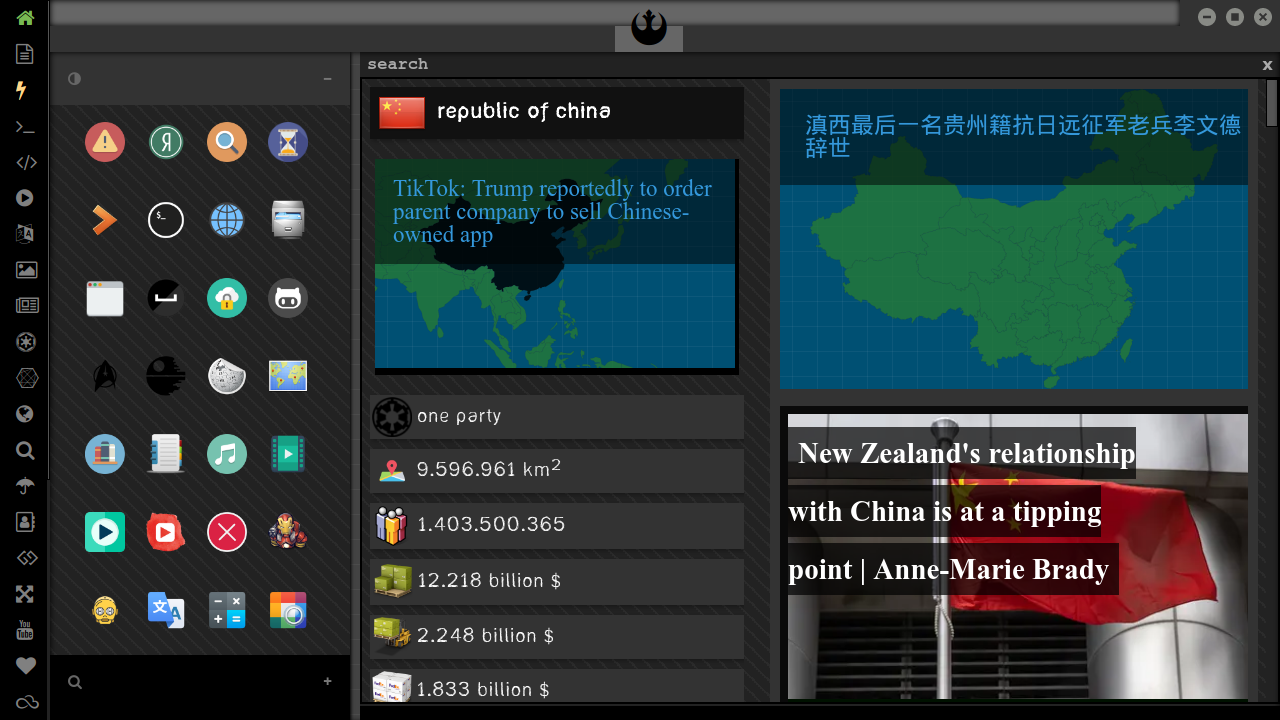 search
x
republic of china
TikTok: Trump reportedly to order
parent company to sell Chinese-
owned app
one party
9.596.961 km²
1.403.500.365
12.218 billion $
2.248 billion $
1.833 billion $
滇西最后一名贵州籍抗日远征军老兵李文德
辞世
New Zealand's relationship
with China is at a tipping
point | Anne-Marie Brady
You
Tube